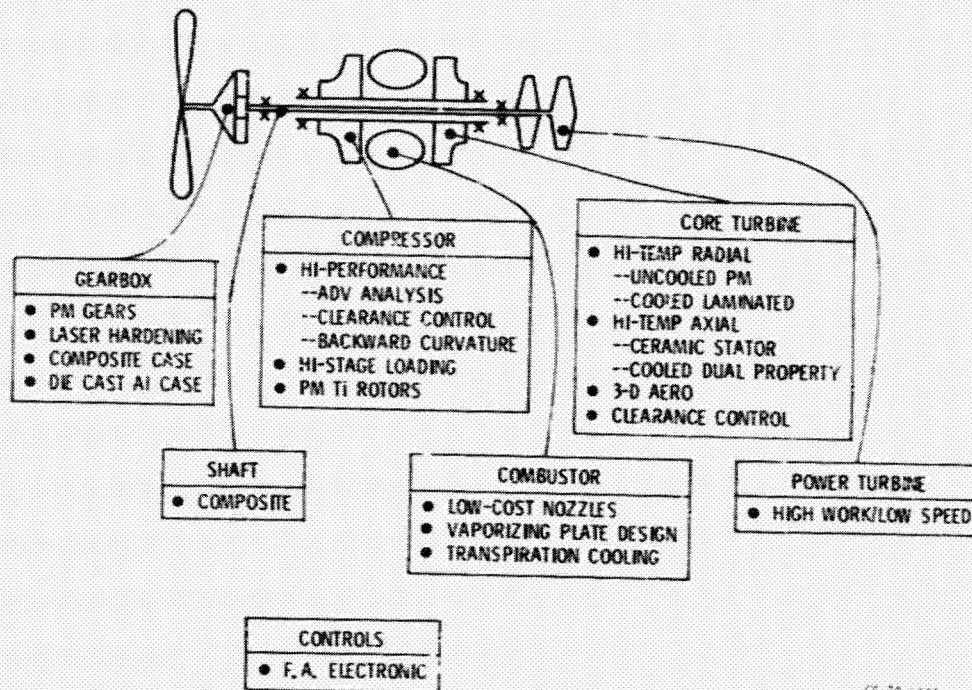 GEARBOX
● PM GEARS
● LASER HARDENING
● COMPOSITE CASE
● DIE CAST Al CASE
COMPRESSOR
● HI-PERFORMANCE
--ADV ANALYSIS
--CLEARANCE CONTROL
--BACKWARD CURVATURE
● HI-STAGE LOADING
● PM Ti ROTORS
CORE TURBINE
● HI-TEMP RADIAL
--UNCOOLED PM
--COOLED LAMINATED
● HI-TEMP AXIAL
--CERAMIC STATOR
--COOLED DUAL PROPERTY
● 3-D AERO
● CLEARANCE CONTROL
SHAFT
● COMPOSITE
COMBUSTOR
● LOW-COST NOZZLES
● VAPORIZING PLATE DESIGN
● TRANSPIRATION COOLING
POWER TURBINE
● HIGH WORK/LOW SPEED
CONTROLS
● F. A. ELECTRONIC